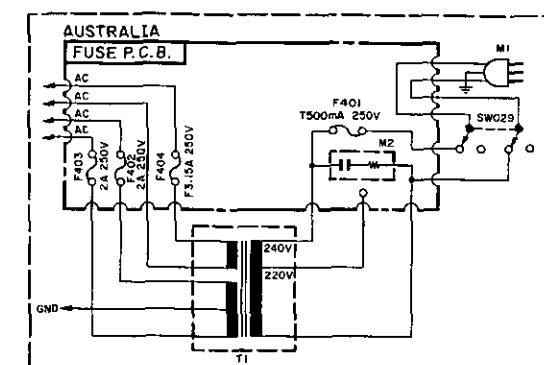 AUSTRALIA
FUSE P.C.B.
AC
AC
AC
AC
F403
2A 250V
F402
2A 250V
F404
F3.15A 250V
F401
T500mA 250V
M2
M1
SW029
240V
220V
GND
T1